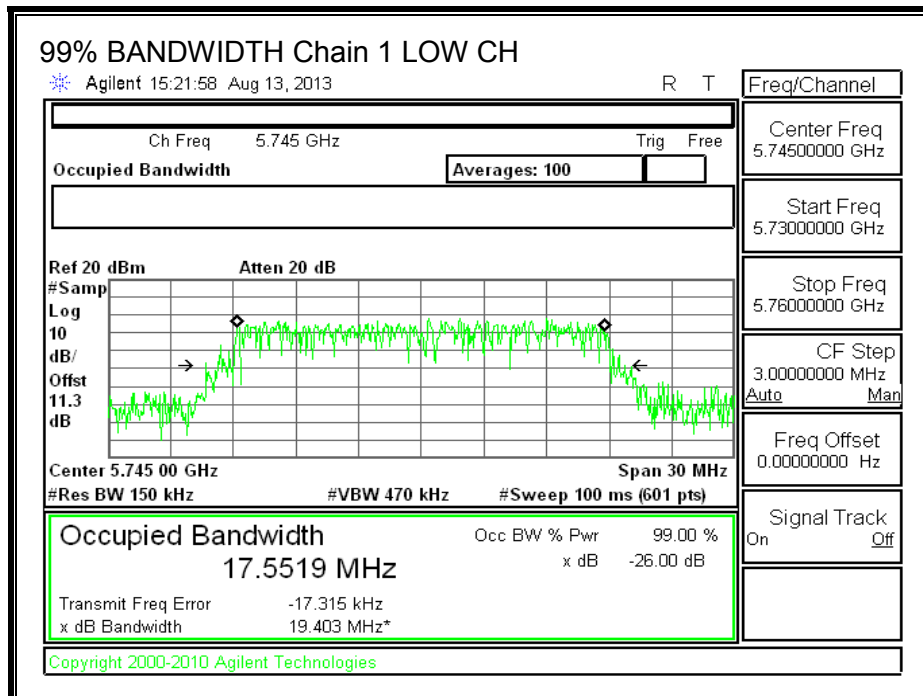 99% BANDWIDTH Chain 1 LOW CH
Agilent 15:21:58 Aug 13, 2013 R T Freq/Channel
Ch Freq 5.745 GHz Trig Free
Occupied Bandwidth Averages: 100
Center Freq
5.74500000 GHz
Start Freq
5.73000000 GHz
Stop Freq
5.76000000 GHz
CF Step
3.00000000 MHz
Auto Man
Freq Offset
0.00000000 Hz
Signal Track
On Off
Ref 20 dBm Atten 20 dB
#Samp
Log
10
dB/
Offst
11.3
dB
Center 5.745 00 GHz Span 30 MHz
#Res BW 150 kHz #VBW 470 kHz #Sweep 100 ms (601 pts)
Occupied Bandwidth Occ BW % Pwr 99.00 %
17.5519 MHz x dB -26.00 dB
Transmit Freq Error -17.315 kHz
x dB Bandwidth 19.403 MHz*
Copyright 2000-2010 Agilent Technologies